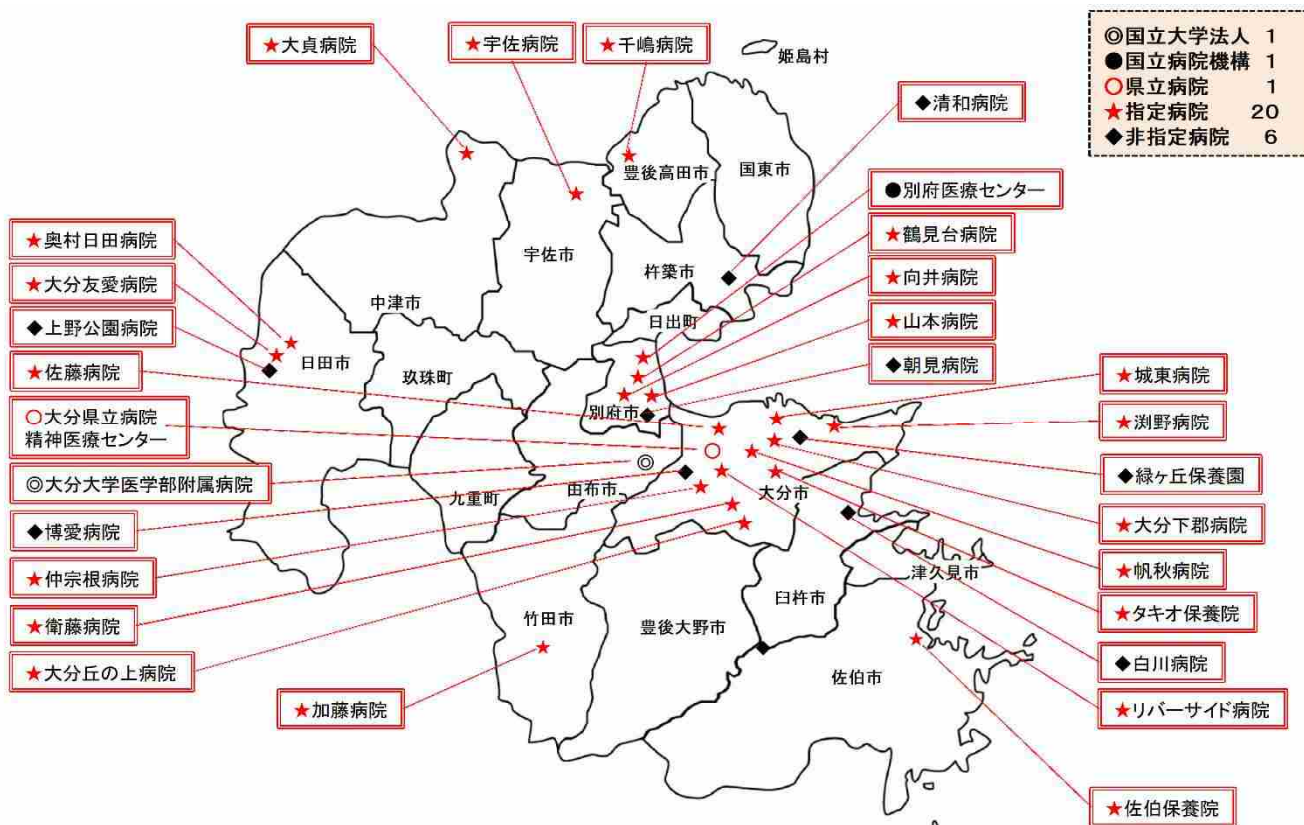 ★大貞病院
★宇佐病院
★千嶋病院
姫島村
◎国立大学法人 1
●国立病院機構 1
○県立病院 1
★指定病院 20
◆非指定病院 6
◆清和病院
豊後高田市
国東市
●別府医療センター
★鶴見台病院
★向井病院
★山本病院
◆朝見病院
★奥村日田病院
★大分友愛病院
◆上野公園病院
★佐藤病院
○大分県立病院
精神医療センター
◎大分大学医学部附属病院
◆博愛病院
★仲宗根病院
★衛藤病院
★大分丘の上病院
宇佐市
杵築市
中津市
日出町
日田市
玖珠町
別府市
九重町
由布市
大分市
津久見市
臼杵市
竹田市
豊後大野市
佐伯市
★城東病院
★渕野病院
◆緑ヶ丘保養園
★大分下郡病院
★帆秋病院
★タキオ保養院
◆白川病院
★リバーサイド病院
★加藤病院
★佐伯保養院